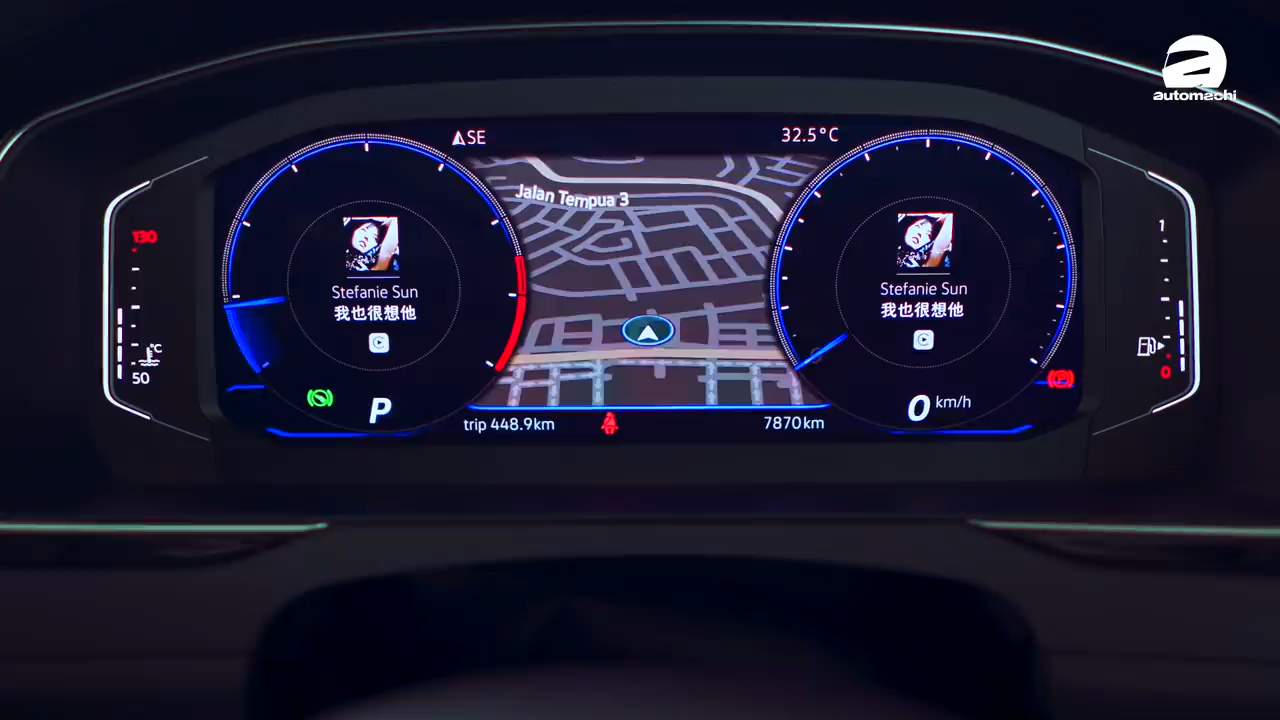 automachi
SE
32.5°C
Jalan Tempua 3
130
1
Stefanie Sun
我也很想他
Stefanie Sun
我也很想他
°C
50
0
P
P
0 km/h
trip 448.9km
7870km